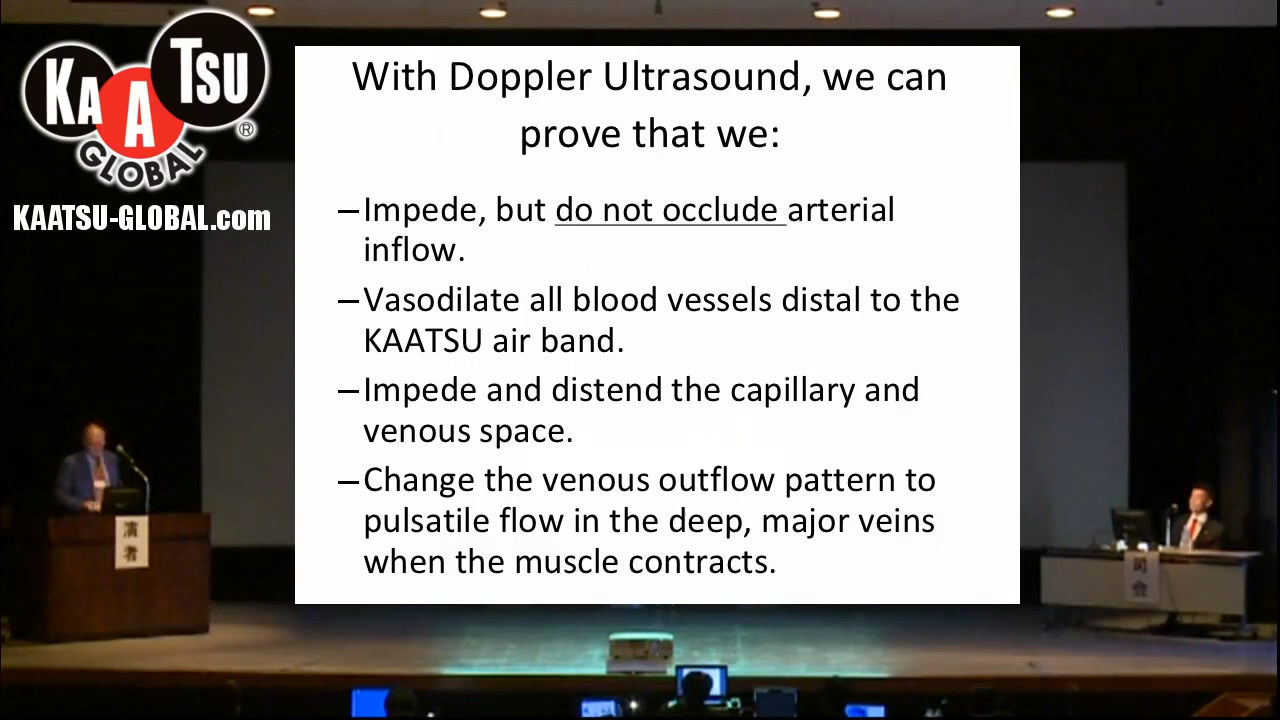 KAATSU
GLOBAL
®
KAATSU-GLOBAL.com
With Doppler Ultrasound, we can
prove that we:
–Impede, but do not occlude arterial
inflow.
–Vasodilate all blood vessels distal to the
KAATSU air band.
–Impede and distend the capillary and
venous space.
–Change the venous outflow pattern to
pulsatile flow in the deep, major veins
when the muscle contracts.
演
者
司
会